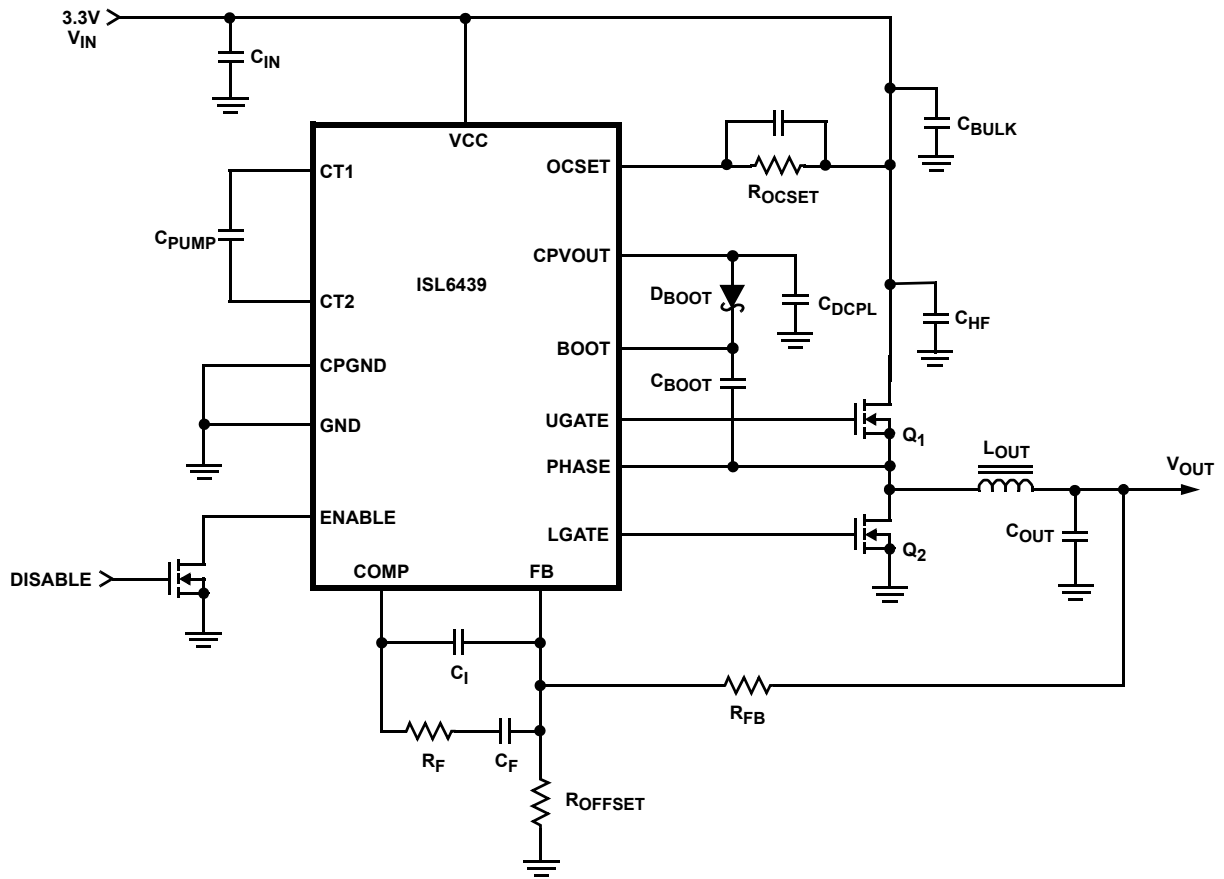 3.3V
VIN
CIN
VCC
OCSET
ROCSET
CBULK
CT1
CPUMP
CT2
ISL6439
CPVOUT
DBOOT
CDCPL
CHF
BOOT
CBOOT
CPGND
GND
UGATE
Q1
PHASE
LOUT
VOUT
ENABLE
LGATE
Q2
COUT
DISABLE
COMP
FB
CI
RFB
RF
CF
ROFFSET